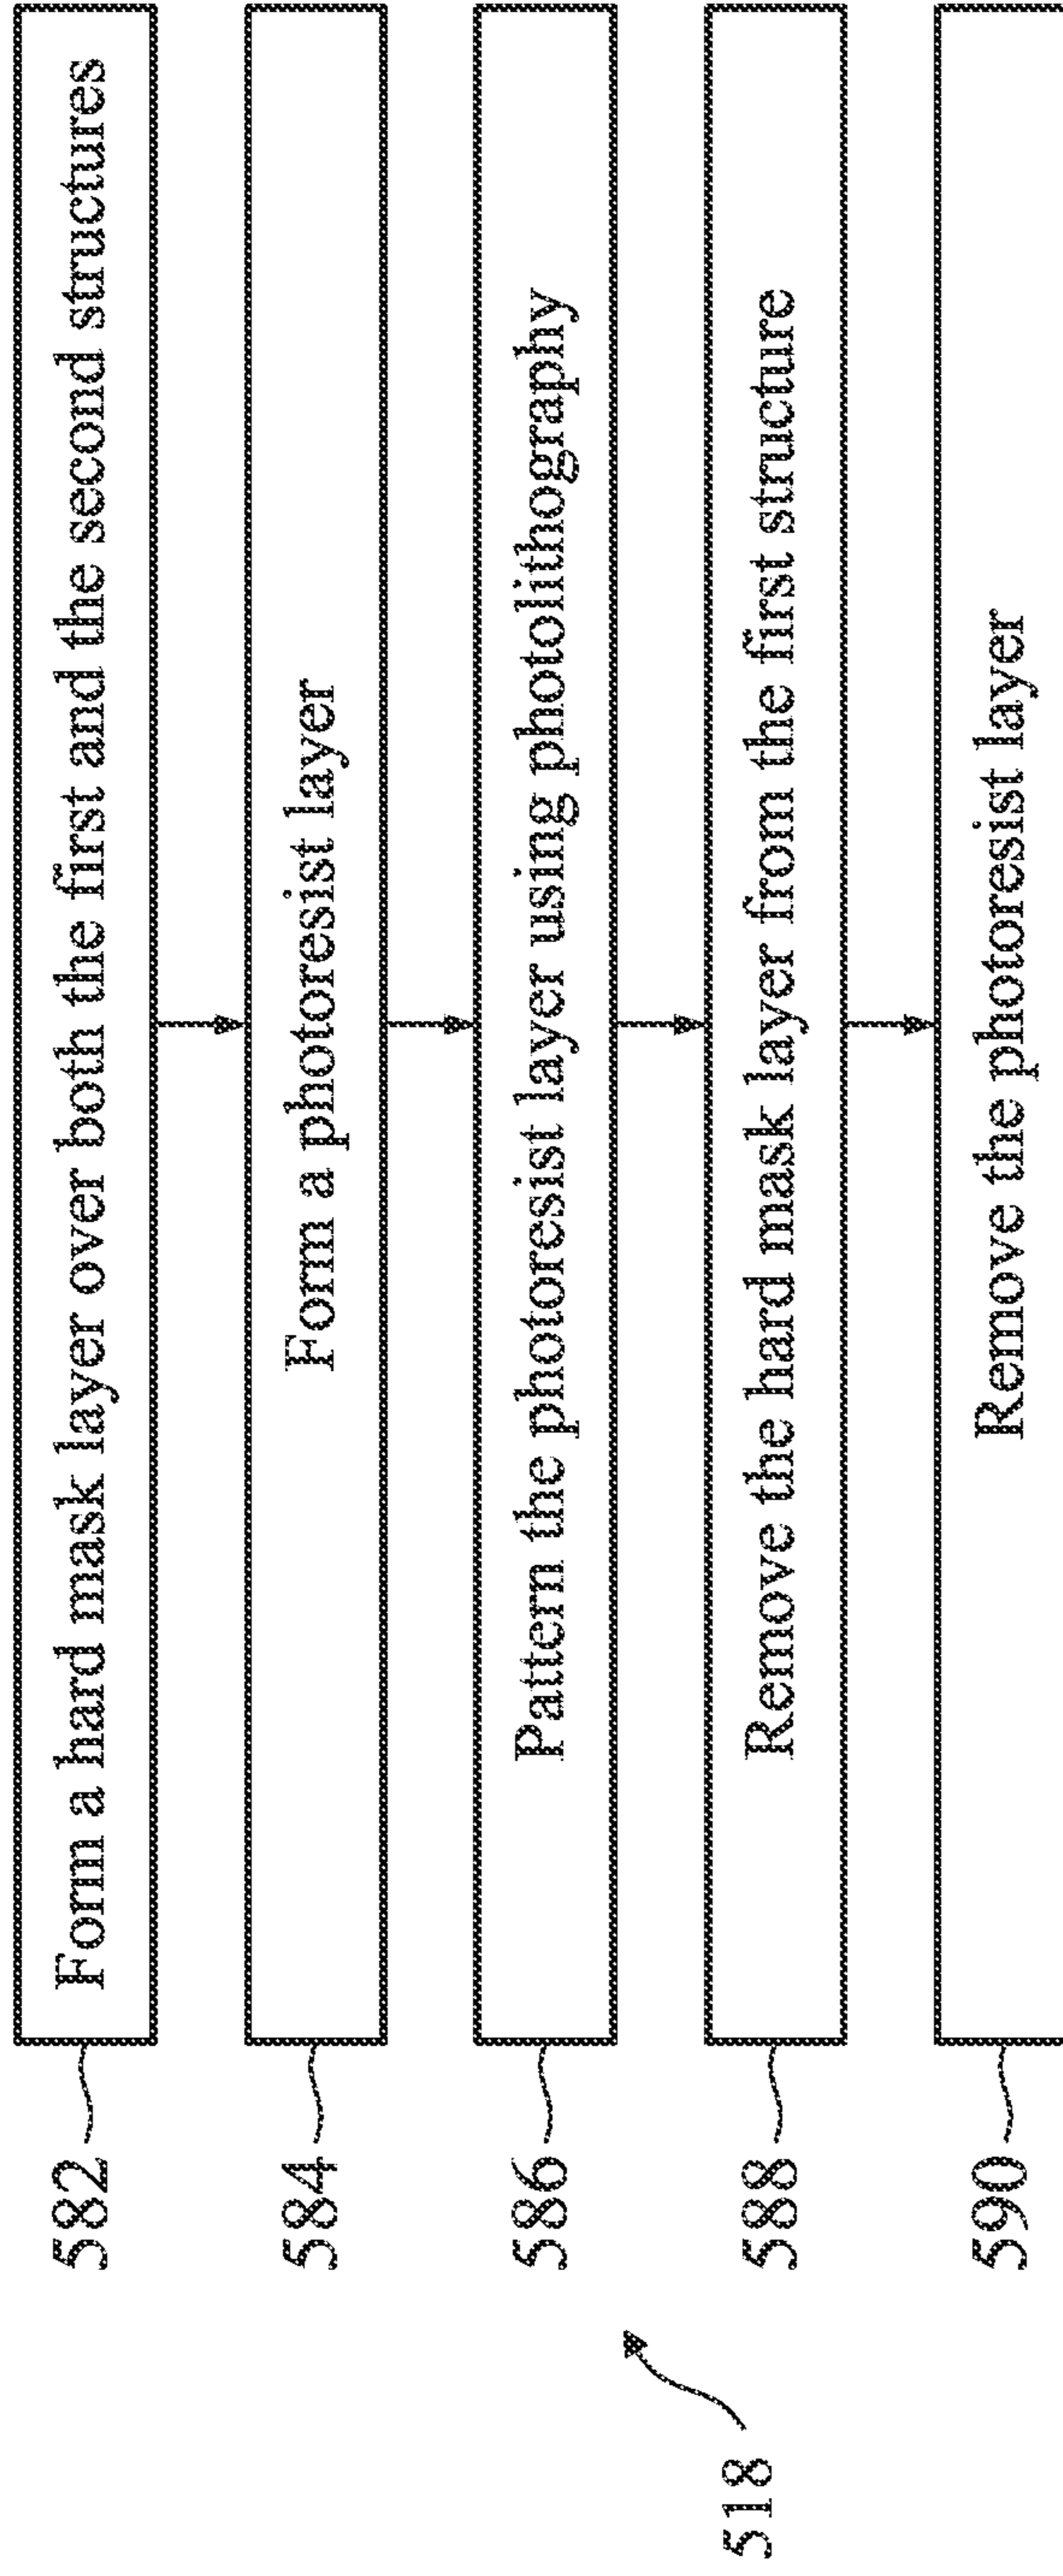 582
Form a hard mask layer over both the first and the second structures
584
Form a photoresist layer
586
Pattern the photoresist layer using photolithography
588
Remove the hard mask layer from the first structure
590
Remove the photoresist layer
518